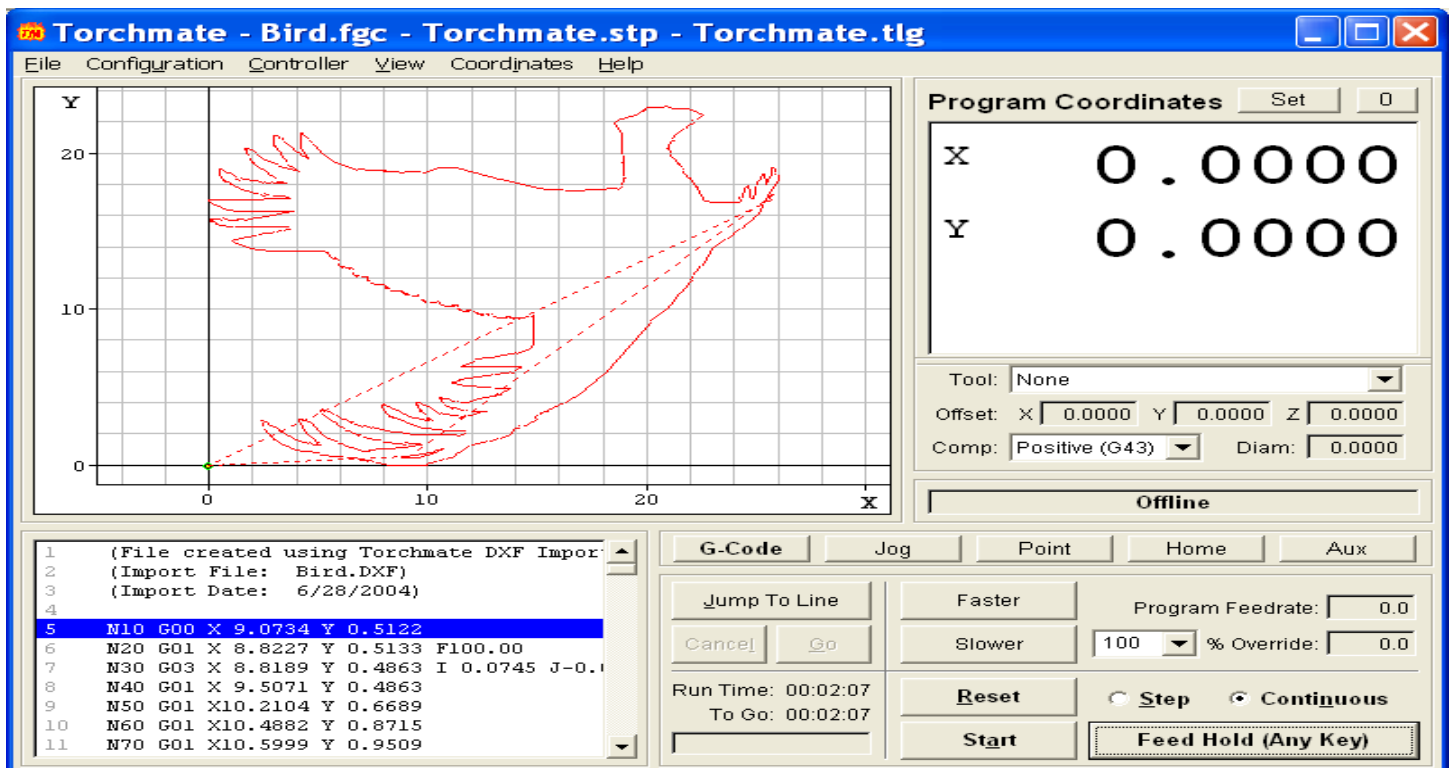 Torchmate - Bird.fgc - Torchmate.stp - Torchmate.tlg
File Configuration Controller View Coordinates Help
Y
20
10
0
0 10 20 X
Program Coordinates Set 0
X 0.0000
Y 0.0000
Tool: None
Offset: X 0.0000 Y 0.0000 Z 0.0000
Comp: Positive (G43) Diam: 0.0000
Offline
1 (File created using Torchmate DXF Impor
2 (Import File: Bird.DXF)
3 (Import Date: 6/28/2004)
4
5 N10 G00 X 9.0734 Y 0.5122
6 N20 G01 X 8.8227 Y 0.5133 F100.00
7 N30 G03 X 8.8189 Y 0.4863 I 0.0745 J-0.
8 N40 G01 X 9.5071 Y 0.4863
9 N50 G01 X10.2104 Y 0.6689
10 N60 G01 X10.4882 Y 0.8715
11 N70 G01 X10.5999 Y 0.9509
G-Code Jog Point Home Aux
Jump To Line
Cancel Go
Run Time: 00:02:07
To Go: 00:02:07
Faster
Slower
Program Feedrate: 0.0
100 % Override: 0.0
Reset
Step Continuous
Start
Feed Hold (Any Key)